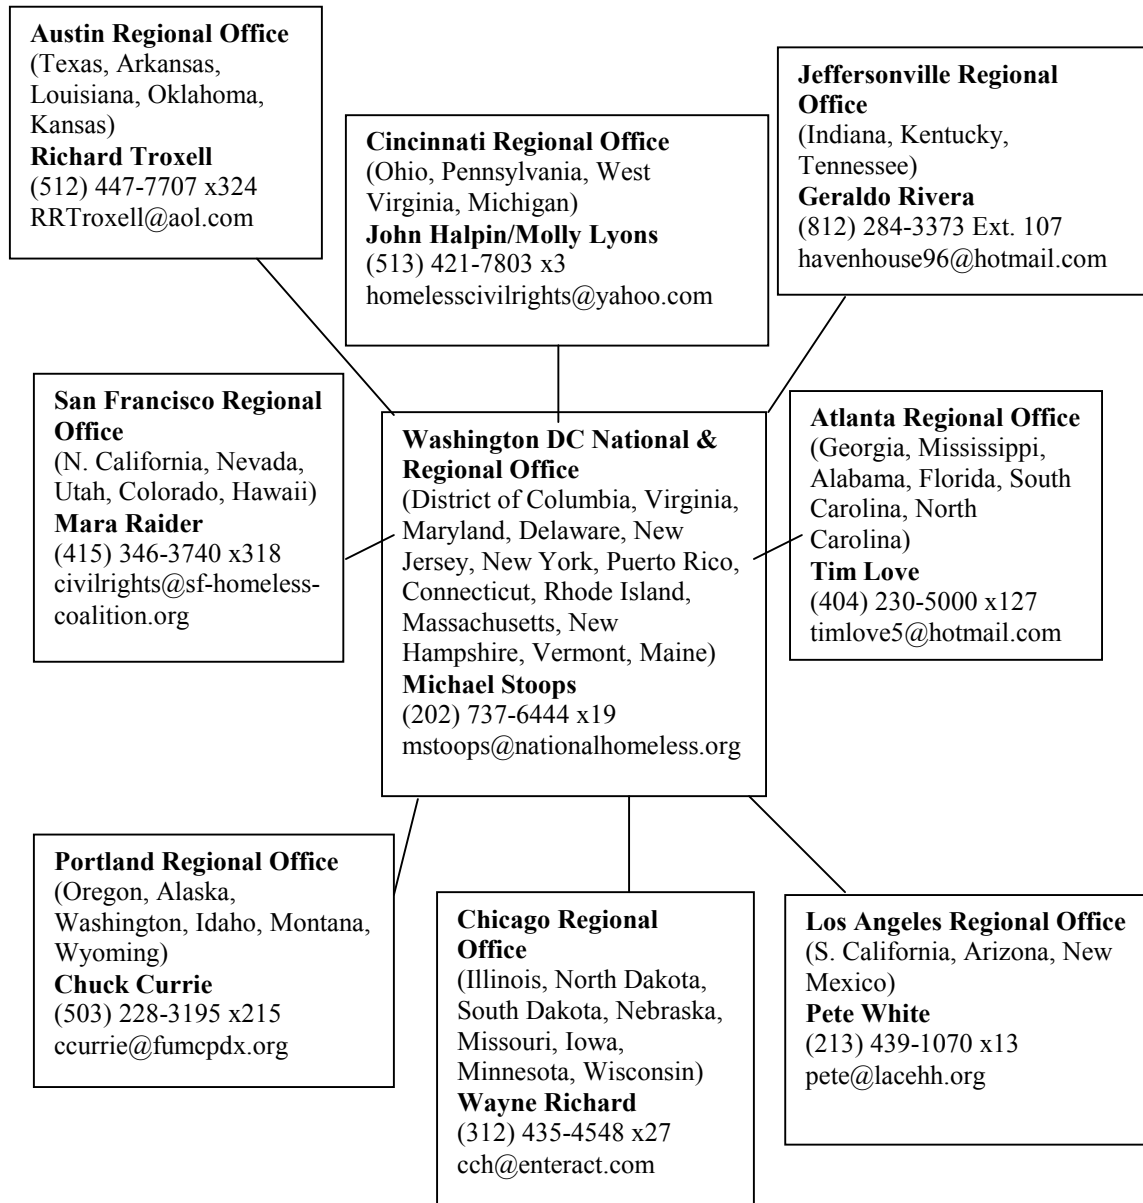 Austin Regional Office
(Texas, Arkansas,
Louisiana, Oklahoma,
Kansas)
Richard Troxell
(512) 447-7707 x324
RRTroxell@aol.com
Cincinnati Regional Office
(Ohio, Pennsylvania, West
Virginia, Michigan)
John Halpin/Molly Lyons
(513) 421-7803 x3
homelesscivilrights@yahoo.com
Jeffersonville Regional
Office
(Indiana, Kentucky,
Tennessee)
Geraldo Rivera
(812) 284-3373 Ext. 107
havenhouse96@hotmail.com
San Francisco Regional
Office
(N. California, Nevada,
Utah, Colorado, Hawaii)
Mara Raider
(415) 346-3740 x318
civilrights@sf-homeless-
coalition.org
Washington DC National &
Regional Office
(District of Columbia, Virginia,
Maryland, Delaware, New
Jersey, New York, Puerto Rico,
Connecticut, Rhode Island,
Massachusetts, New
Hampshire, Vermont, Maine)
Michael Stoops
(202) 737-6444 x19
mstoops@nationalhomeless.org
Atlanta Regional Office
(Georgia, Mississippi,
Alabama, Florida, South
Carolina, North
Carolina)
Tim Love
(404) 230-5000 x127
timlove5@hotmail.com
Portland Regional Office
(Oregon, Alaska,
Washington, Idaho, Montana,
Wyoming)
Chuck Currie
(503) 228-3195 x215
ccurrie@fumcpdx.org
Chicago Regional
Office
(Illinois, North Dakota,
South Dakota, Nebraska,
Missouri, Iowa,
Minnesota, Wisconsin)
Wayne Richard
(312) 435-4548 x27
cch@enteract.com
Los Angeles Regional Office
(S. California, Arizona, New
Mexico)
Pete White
(213) 439-1070 x13
pete@lacehh.org